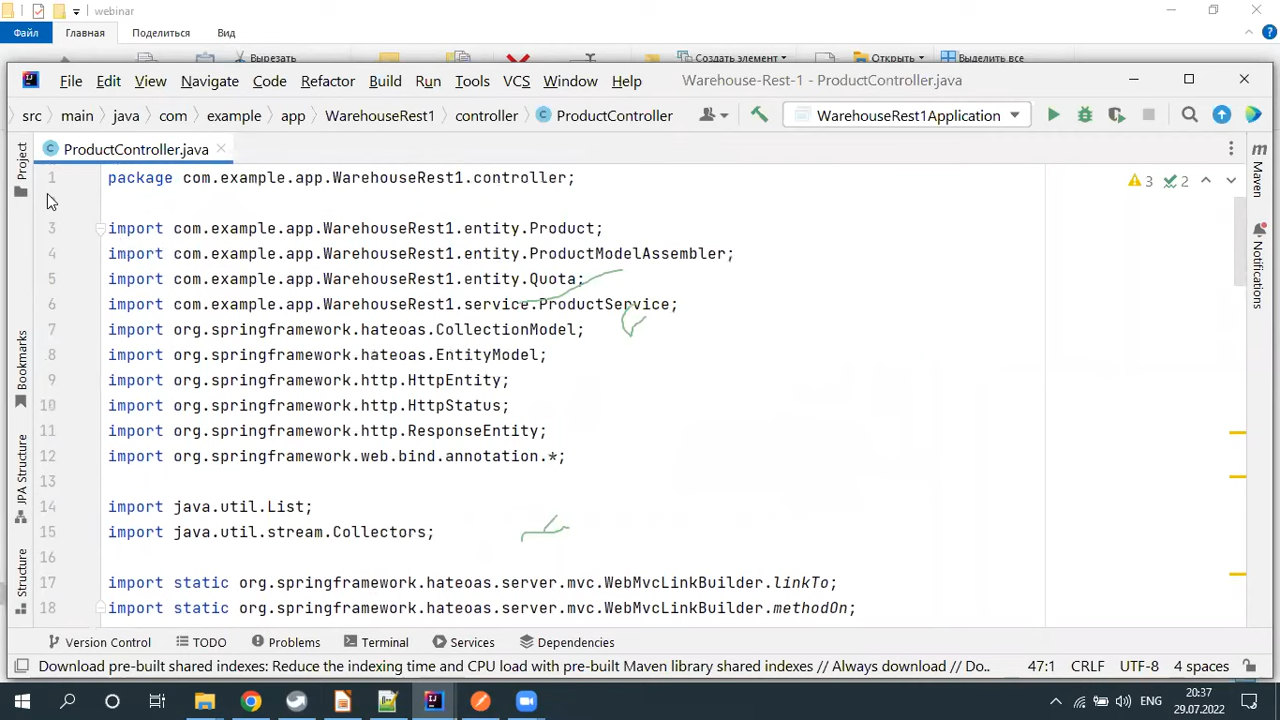 webinar
Файл Главная Поделиться Вид
Вырезать Создать элемент Открыть Выделить все
File Edit View Navigate Code Refactor Build Run Tools VCS Window Help Warehouse-Rest-1 - ProductController.java
src main java com example app WarehouseRest1 controller ProductController WarehouseRest1Application
Project
ProductController.java
Maven
1 package com.example.app.WarehouseRest1.controller;
3 2
3 import com.example.app.WarehouseRest1.entity.Product;
4 import com.example.app.WarehouseRest1.entity.ProductModelAssembler;
5 import com.example.app.WarehouseRest1.entity.Quota;
6 import com.example.app.WarehouseRest1.service.ProductService;
7 import org.springframework.hateoas.CollectionModel;
8 import org.springframework.hateoas.EntityModel;
9 import org.springframework.http.HttpEntity;
10 import org.springframework.http.HttpStatus;
11 import org.springframework.http.ResponseEntity;
12 import org.springframework.web.bind.annotation.*;
13
14 import java.util.List;
15 import java.util.stream.Collectors;
16
17 import static org.springframework.hateoas.server.mvc.WebMvcLinkBuilder.linkTo;
18 import static org.springframework.hateoas.server.mvc.WebMvcLinkBuilder.methodOn;
Notifications
Bookmarks
JPA Structure
Structure
Version Control TODO Problems Terminal Services Dependencies
Download pre-built shared indexes: Reduce the indexing time and CPU load with pre-built Maven library shared indexes // Always download // Do.. 47:1 CRLF UTF-8 4 spaces
ENG 20:37
29.07.2022